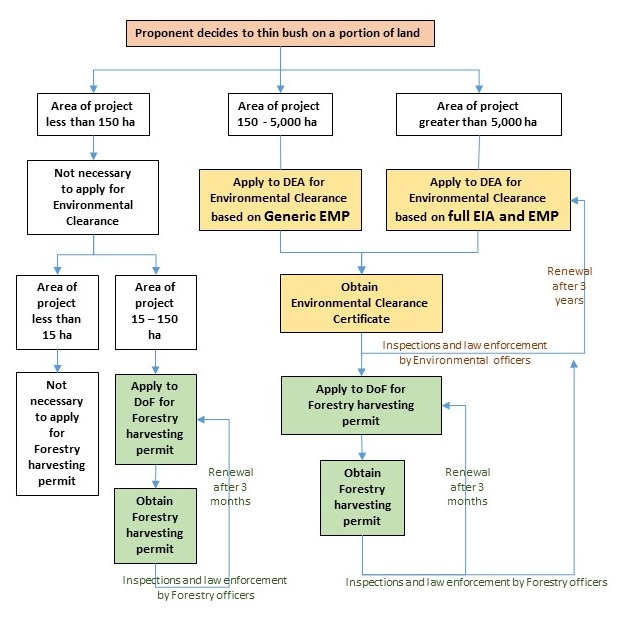 Proponent decides to thin bush on a portion of land
Area of project
less than 150 ha
Area of project
150 - 5,000 ha
Area of project
greater than 5,000 ha
Not necessary
to apply for
Environmental
Clearance
Apply to DEA for
Environmental Clearance
based on Generic EMP
Apply to DEA for
Environmental Clearance
based on full EIA and EMP
Area of
project
less than
15 ha
Area of
project
15 – 150
ha
Obtain
Environmental Clearance
Certificate
Renewal
after 3
years
Inspections and law enforcement
by Environmental officers
Not
necessary
to apply
for
Forestry
harvesting
permit
Apply to
DoF for
Forestry
harvesting
permit
Apply to DoF for
Forestry harvesting
permit
Renewal
after 3
months
Obtain
Forestry
harvesting
permit
Obtain
Forestry
harvesting
permit
Renewal
after 3
months
Inspections and law enforcement
by Forestry officers
Inspections and law enforcement by Forestry officers